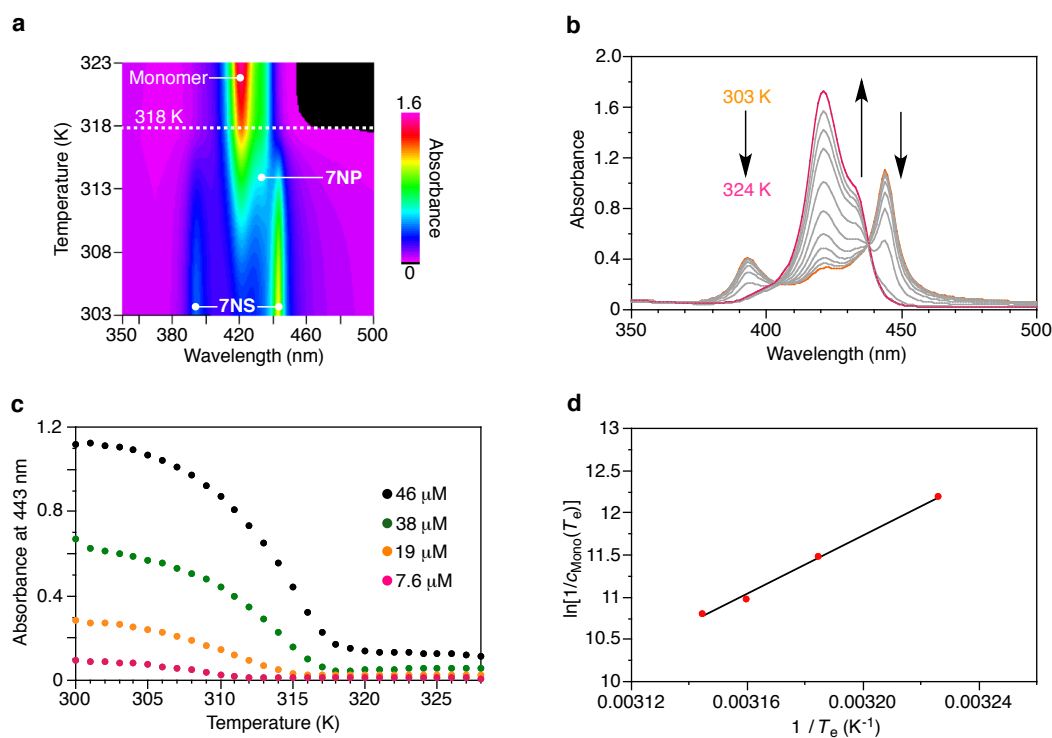 a
323
318
313
308
303
Temperature (K)
Monomer
318 K
7NP
7NS
350
380
420
460
500
Wavelength (nm)
1.6
Absorbance
0
b
2.0
1.6
1.2
0.8
0.4
0
Absorbance
303 K
324 K
350
400
450
500
Wavelength (nm)
c
1.2
0.8
0.4
0
Absorbance at 443 nm
46 μM
38 μM
19 μM
7.6 μM
300
305
310
315
320
325
Temperature (K)
d
13
12.5
12
11.5
11
10.5
10
ln[1/cMono(Te)]
0.00312
0.00316
0.00320
0.00324
1 / Te (K-1)